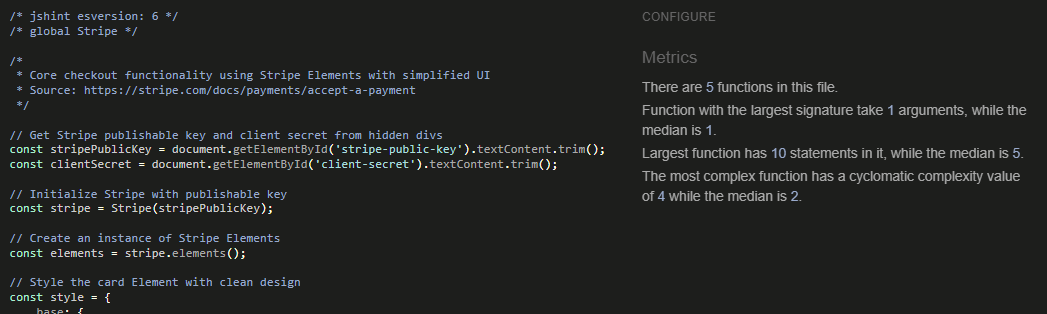 /* jshint esversion: 6 */
/* global Stripe */
/*
 * Core checkout functionality using Stripe Elements with simplified UI
 * Source: https://stripe.com/docs/payments/accept-a-payment
 */
// Get Stripe publishable key and client secret from hidden divs
const stripePublicKey = document.getElementById('stripe-public-key').textContent.trim();
const clientSecret = document.getElementById('client-secret').textContent.trim();
// Initialize Stripe with publishable key
const stripe = Stripe(stripePublicKey);
// Create an instance of Stripe Elements
const elements = stripe.elements();
// Style the card Element with clean design
const style = {
    base: {
CONFIGURE
Metrics
There are 5 functions in this file.
Function with the largest signature take 1 arguments, while the
median is 1.
Largest function has 10 statements in it, while the median is 5.
The most complex function has a cyclomatic complexity value
of 4 while the median is 2.